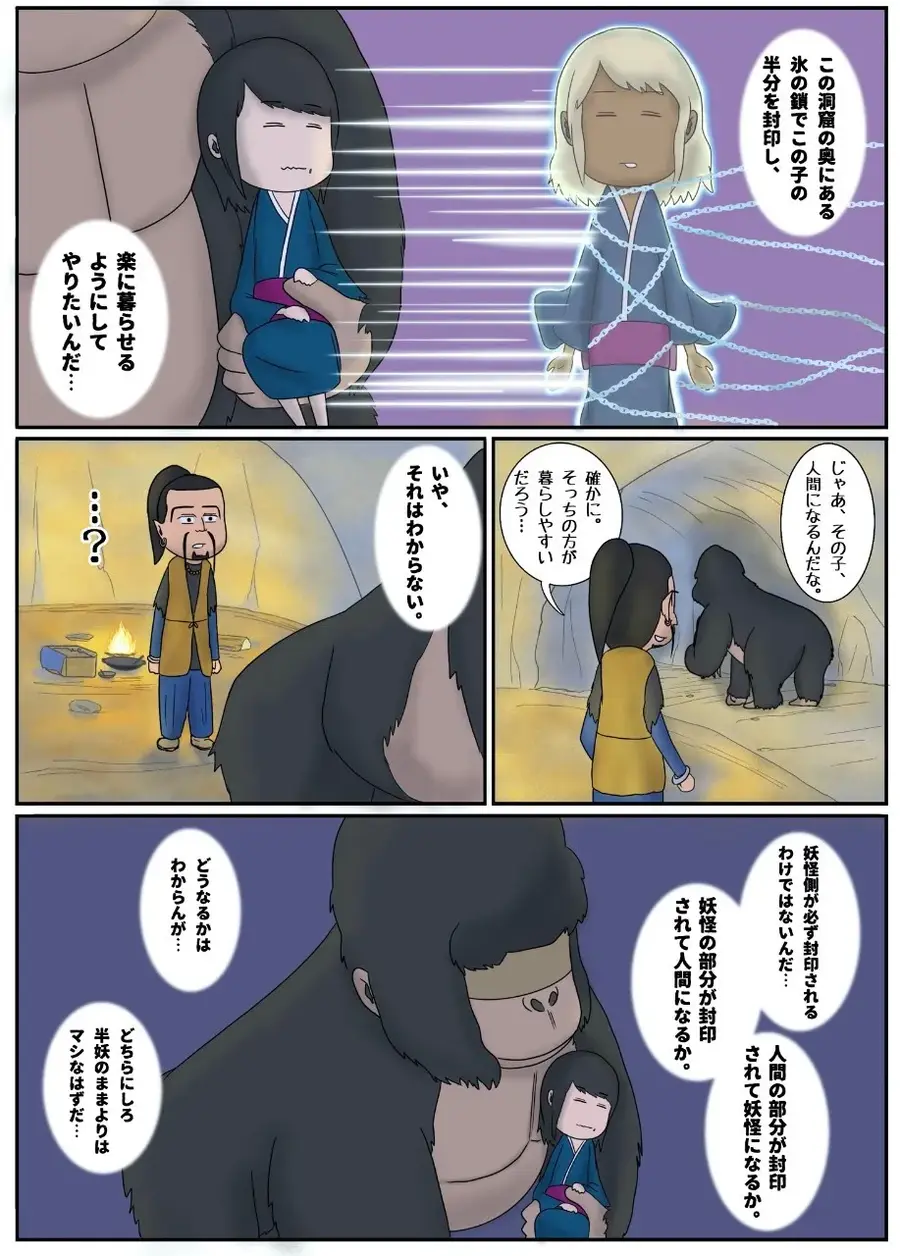 この洞窟の奥にある
氷の鎖でこの子の
半分を封印し、
楽に暮らせる
ようにして
やりたいんだ…
じゃあ、その子、
人間になるんだな。
確かに。
そっちの方が
暮らしやすい
だろう…
いや、
それはわからない。
…?
妖怪側が必ず封印される
わけではないんだ…
妖怪の部分が封印
されて人間になるか。
人間の部分が封印
されて妖怪になるか。
どうなるかは
わからんが…
どちらにしろ
半妖のままよりは
マシなはずだ…